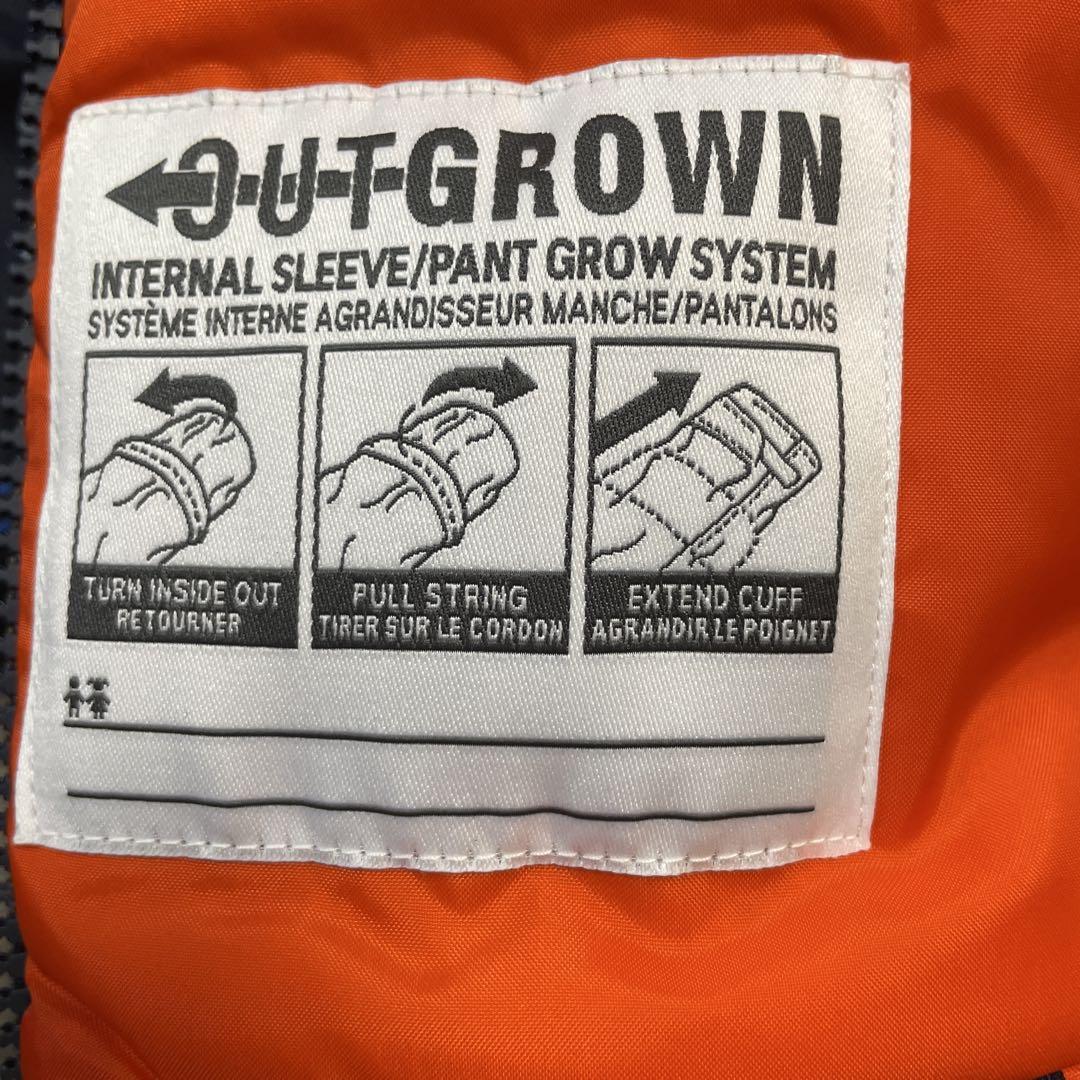 OUTGROWN
INTERNAL SLEEVE/PANT GROW SYSTEM
SYSTÈME INTERNE AGRANDISSEUR MANCHE/PANTALONS
TURN INSIDE OUT
RETOURNER
PULL STRING
TIRER SUR LE CORDON
EXTEND CUFF
AGRANDIR LE POIGNET